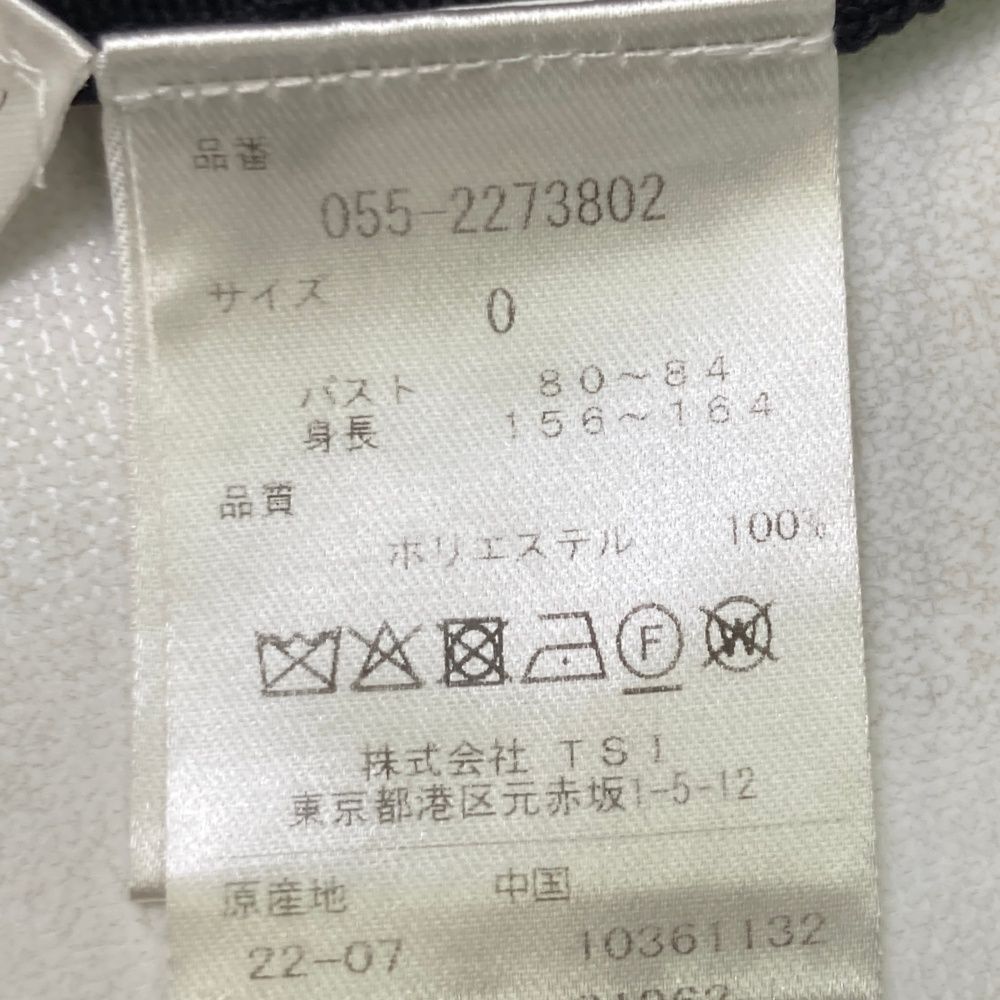 品番
055-2273802
サイズ 0
バスト 80～84
身長 156～164
品質
ポリエステル 100%
F W
株式会社 TSI
東京都港区元赤坂1-5-12
原産地 中国
22-07 10361132